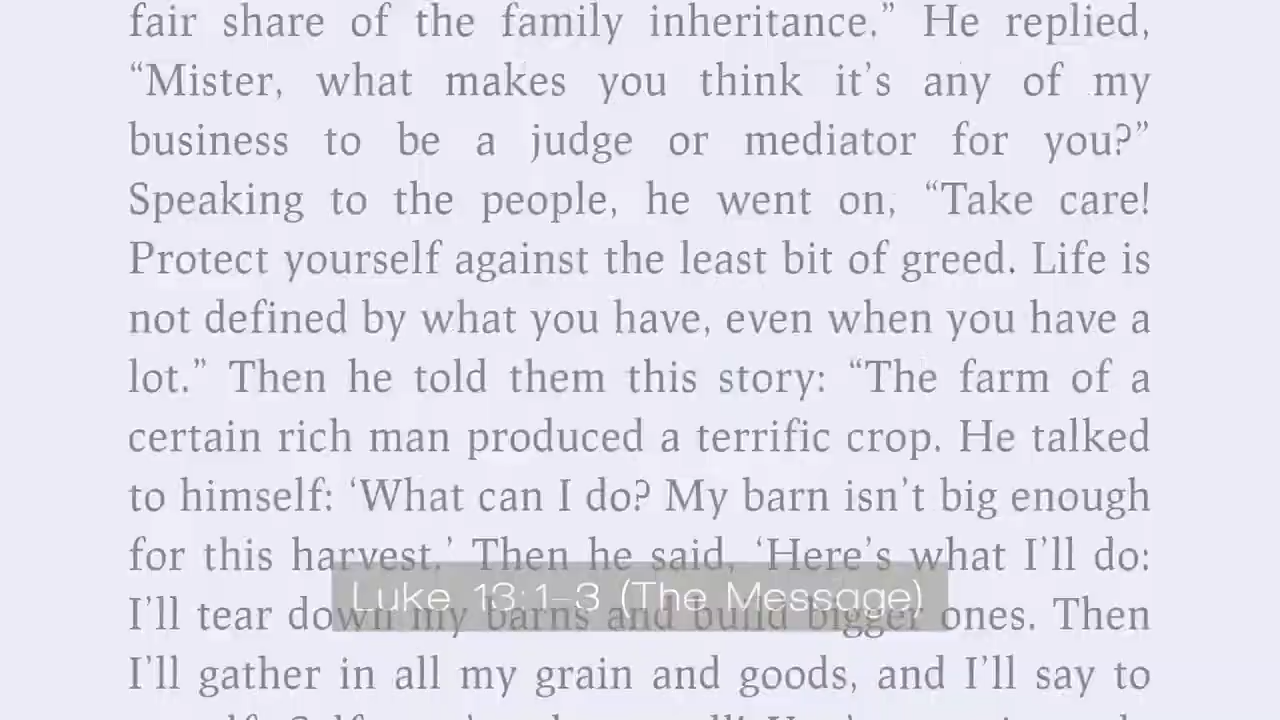 fair share of the family inheritance.” He replied,
“Mister, what makes you think it’s any of my
business to be a judge or mediator for you?”
Speaking to the people, he went on, “Take care!
Protect yourself against the least bit of greed. Life is
not defined by what you have, even when you have a
lot.” Then he told them this story: “The farm of a
certain rich man produced a terrific crop. He talked
to himself: ‘What can I do? My barn isn’t big enough
for this harvest.’ Then he said, ‘Here’s what I’ll do:
Luke 13:1-3 (The Message)
I’ll tear down my barns and build bigger ones. Then
I’ll gather in all my grain and goods, and I’ll say to